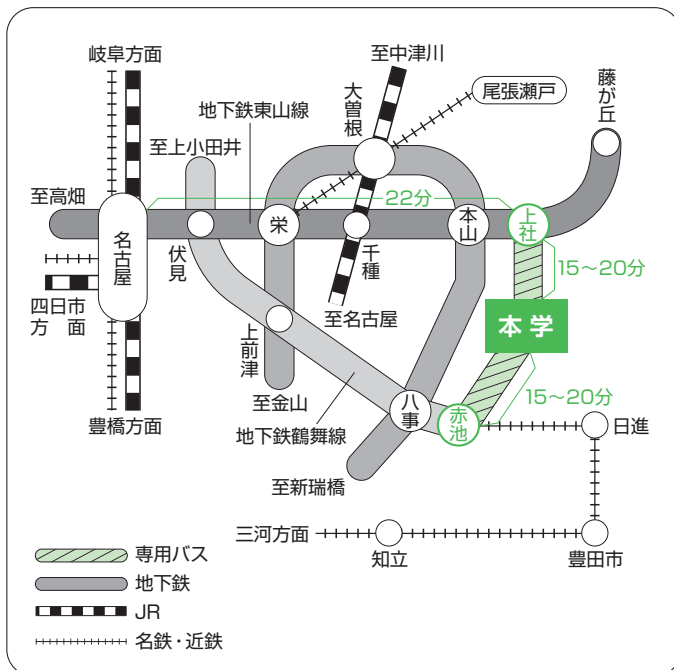 岐阜方面
至中津川
尾張瀬戸
藤が丘
大曽根
地下鉄東山線
至上小田井
至高畑
22分
名古屋
伏見
栄
千種
本山
上社
15〜20分
四日市
方面
至名古屋
本学
上前津
豊橋方面
至金山
地下鉄鶴舞線
八事
赤池
15〜20分
日進
至新瑞橋
三河方面
知立
豊田市
専用バス
地下鉄
JR
名鉄・近鉄